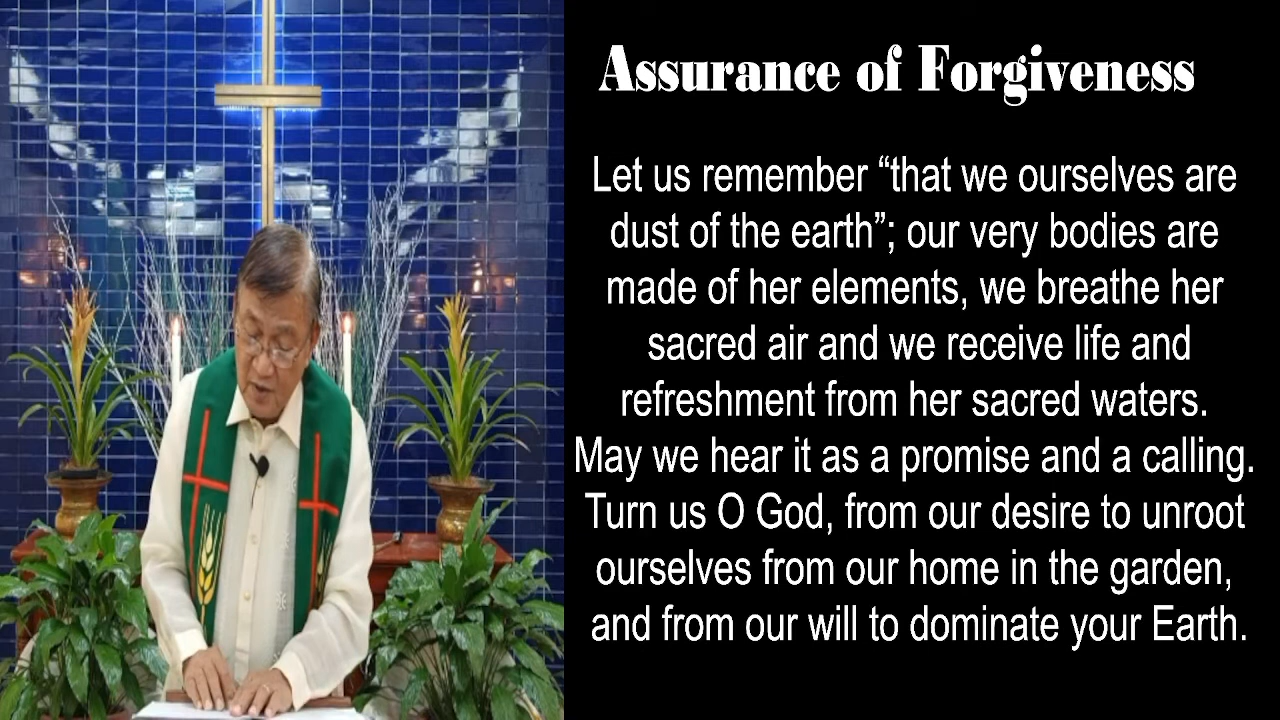 Assurance of Forgiveness
Let us remember “that we ourselves are
dust of the earth”; our very bodies are
made of her elements, we breathe her
sacred air and we receive life and
refreshment from her sacred waters.
May we hear it as a promise and a calling.
Turn us O God, from our desire to unroot
ourselves from our home in the garden,
and from our will to dominate your Earth.